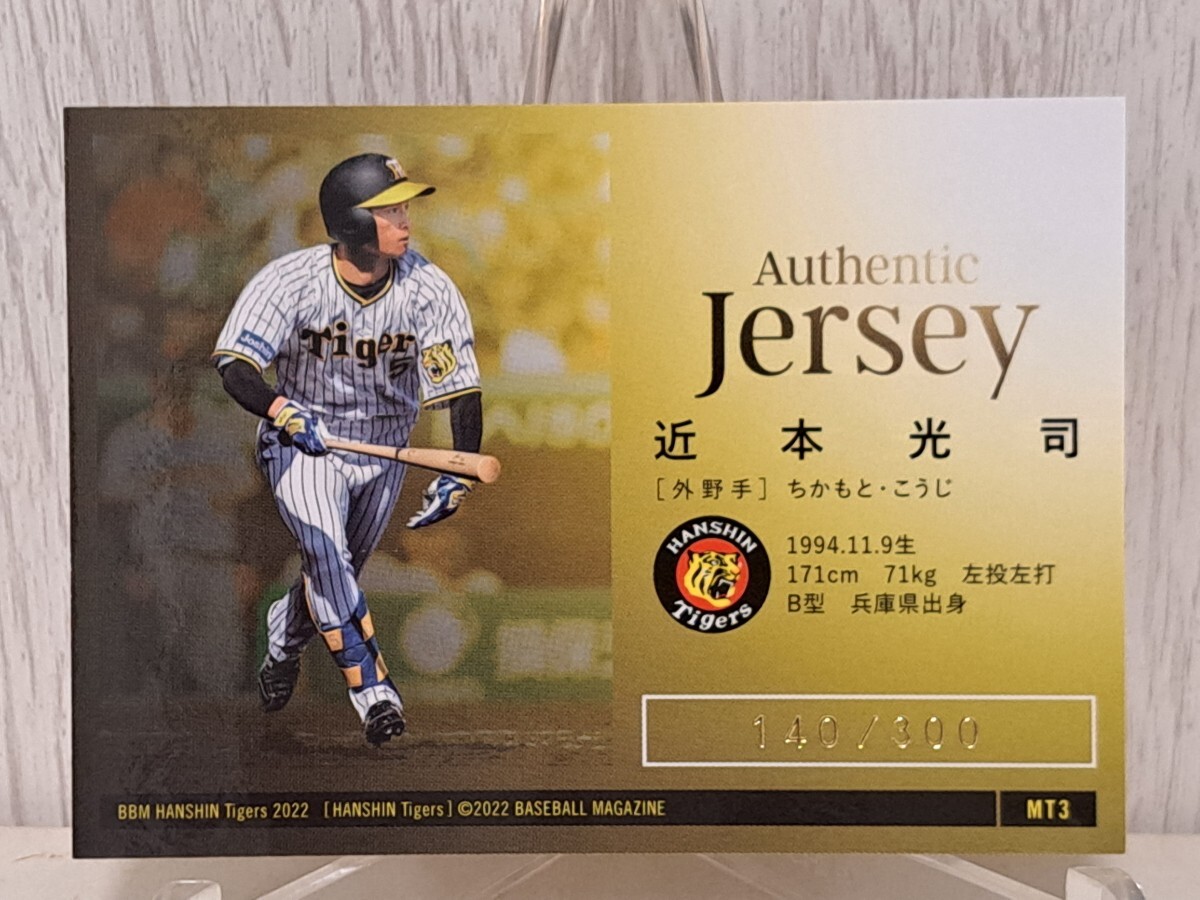 Authentic
Jersey
近本光司
[外野手] ちかもと・こうじ
HANSHIN
Tigers
1994.11.9生
171cm 71kg 左投左打
B型 兵庫県出身
140/300
Joshin
Tigers
5
BBM HANSHIN Tigers 2022 [HANSHIN Tigers] ©2022 BASEBALL MAGAZINE
MT3